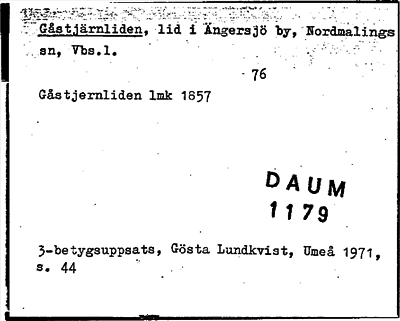 Gåstjärnliden, lid i Ängersjö by, Nordmalings
sn, Vbs.l.
76
Gåstjernliden lmk 1857
DAUM
1179
3-betygsuppsats, Gösta Lundkvist, Umeå 1971,
s. 44